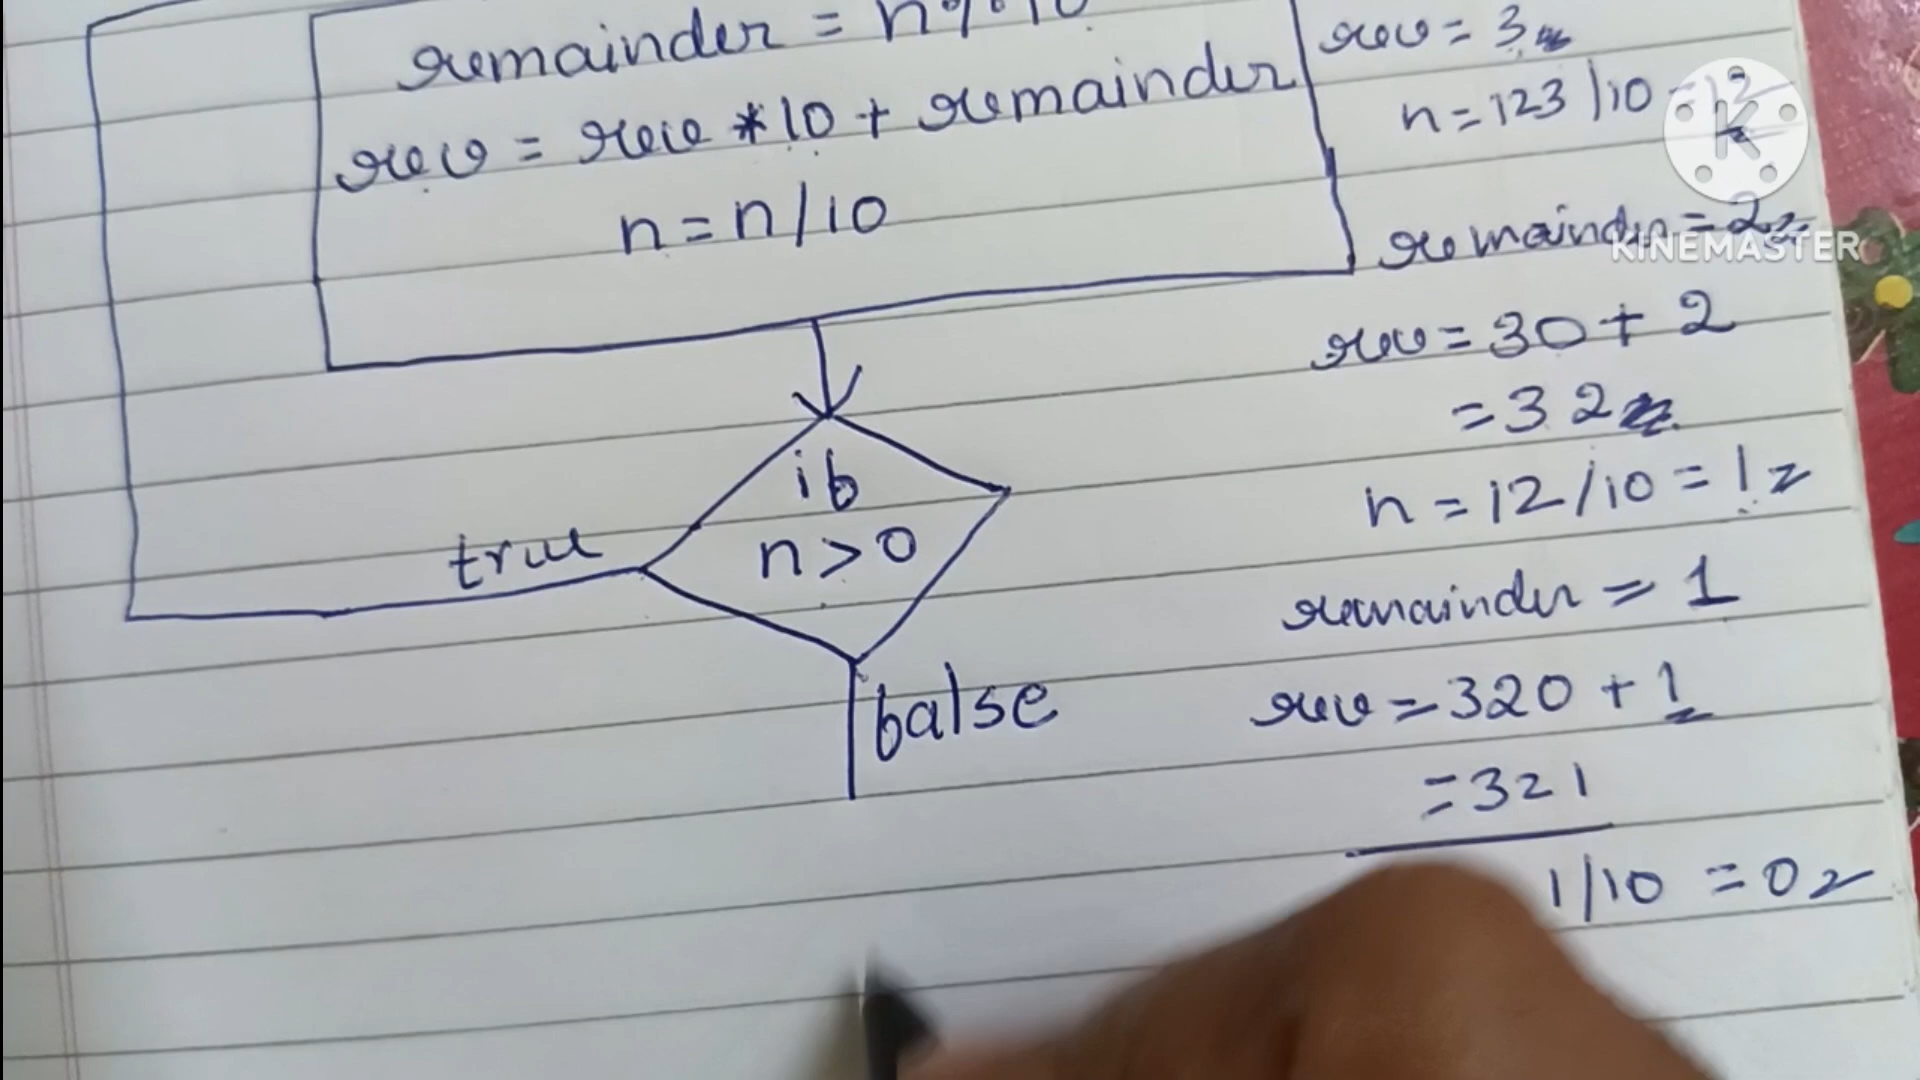 remainder = n%10
rev = rev *10 + remainder
n = n/10
if
n>0
true
false
rev = 3
n = 123/10 = 12
remainder = 2
rev = 30 + 2
= 32
n = 12/10 = 1
remainder = 1
rev = 320 + 1
= 321
1/10 = 0
K
KINEMASTER